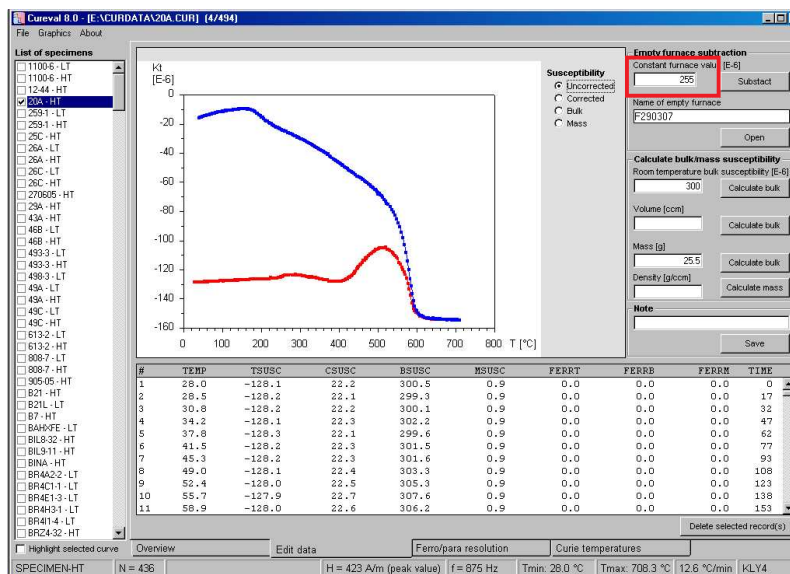 Cureval 8.0 - [E:\CURDATA\20A.CUR] (4/494)
File Graphics About
List of specimens
1100-6 - LT
1100-6 - HT
12-44 - HT
20A - HT
259-1 - LT
259-1 - HT
25C - HT
26A - LT
26A - HT
26C - LT
26C - HT
270605 - HT
29A - HT
43A - HT
46B - LT
46B - HT
493-3 - LT
493-3 - HT
498-3 - LT
49A - LT
49A - HT
49C - LT
49C - HT
613-2 - LT
613-2 - HT
808-7 - LT
808-7 - HT
905-05 - HT
B21 - HT
B21L - LT
B7 - HT
BAHXFE - LT
BIL8-32 - HT
BIL9-11 - HT
BINA - HT
BR4A2-2 - LT
BR4C1-1 - LT
BR4E1-3 - LT
BR4H3-1 - LT
BR4I1-4 - LT
BRZ4-32 - HT
Highlight selected curve
Kt
[E-6]
0
-20
-40
-60
-80
-100
-120
-140
-160
0 100 200 300 400 500 600 700 800 T [°C]
Susceptibility
Uncorrected
Corrected
Bulk
Mass
Empty furnace subtraction
Constant furnace valu [E-6]
255 Substact
Name of empty furnace
F290307
Open
Calculate bulk/mass susceptibility
Room temperature bulk susceptibility [E-6]
300 Calculate bulk
Volume [ccm]
Calculate bulk
Mass [g]
25.5 Calculate bulk
Density [g/ccm]
Calculate mass
Note
Save
# TEMP TSUSC CSUSC BSUSC MSUSC FERRT FERRB FERRM TIME
1 28.0 -128.1 22.2 300.5 0.9 0.0 0.0 0.0 0
2 28.5 -128.2 22.1 299.3 0.9 0.0 0.0 0.0 17
3 30.8 -128.2 22.2 300.1 0.9 0.0 0.0 0.0 32
4 34.2 -128.1 22.3 302.2 0.9 0.0 0.0 0.0 47
5 37.8 -128.3 22.1 299.6 0.9 0.0 0.0 0.0 62
6 41.5 -128.2 22.3 301.5 0.9 0.0 0.0 0.0 77
7 45.3 -128.2 22.3 301.6 0.9 0.0 0.0 0.0 93
8 49.0 -128.1 22.4 303.3 0.9 0.0 0.0 0.0 108
9 52.4 -128.0 22.5 305.3 0.9 0.0 0.0 0.0 123
10 55.7 -127.9 22.7 307.6 0.9 0.0 0.0 0.0 138
11 58.9 -128.0 22.6 306.2 0.9 0.0 0.0 0.0 153
Delete selected record(s)
Overview Edit data Ferro/para resolution Curie temperatures
SPECIMEN-HT N = 436 H = 423 A/m (peak value) f = 875 Hz Tmin: 28.0 °C Tmax: 708.3 °C 12.6 °C/min KLY4